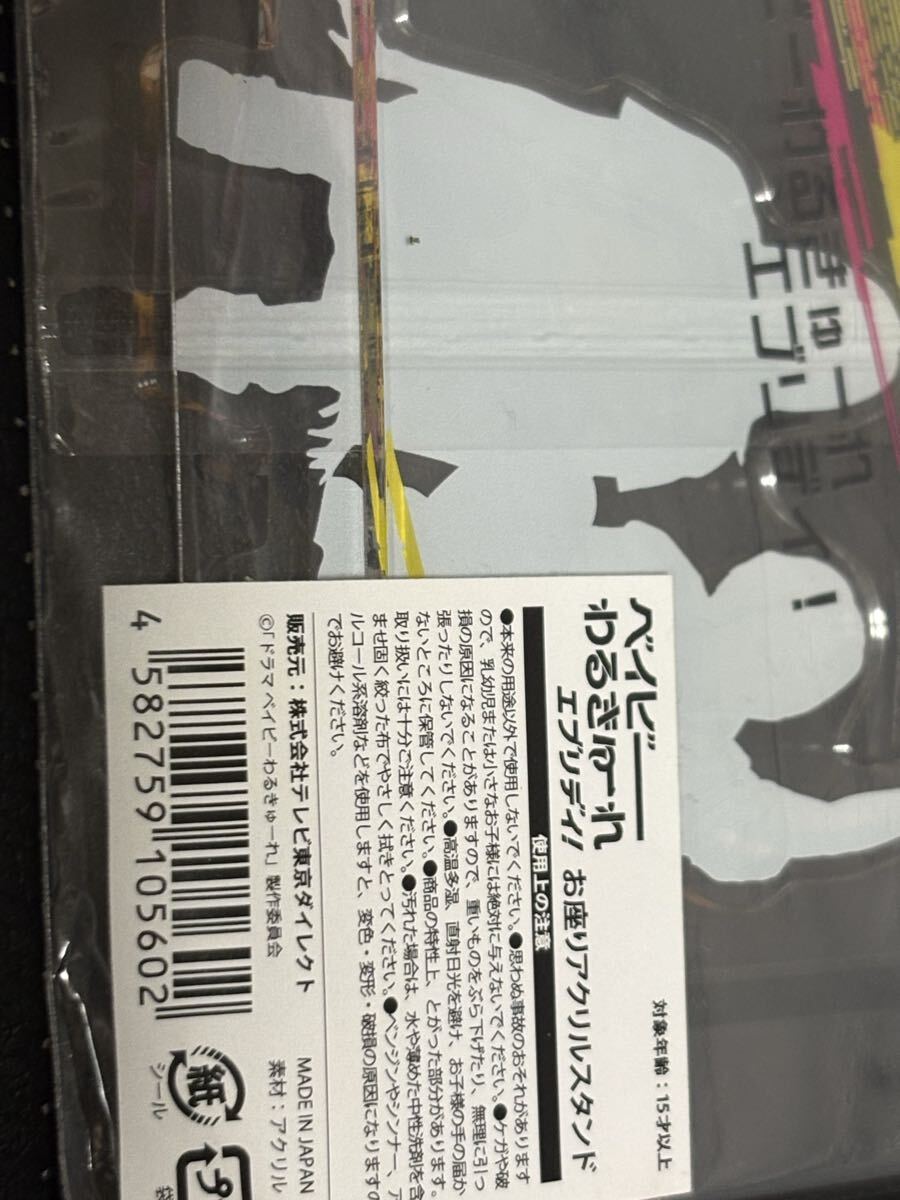 ベイビー
わるきゅーれ
エブリデイ!
お座りアクリルスタンド
対象年齢：15才以上
使用上の注意
●本来の用途以外で使用しないでください。●思わぬ事故のおそれがあります
ので、乳幼児または小さなお子様には絶対に与えないでください。●ケガや破
損の原因になることがありますので、重いものをぶら下げたり、無理に引っ
張ったりしないでください。●高温多湿、直射日光を避け、お子様の手の届か
ないところに保管してください。●商品の特性上、とがった部分があります。
取り扱いには十分ご注意ください。●汚れた場合は、水や薄めた中性洗剤を含
ませ固く絞った布でやさしく拭きとってください。●ベンジンやシンナー、ア
ルコール系溶剤などを使用しますと、変色・変形・破損の原因になりますの
でお避けください。
販売元：株式会社テレビ東京ダイレクト
©「ドラマ ベイビーわるきゅーれ」製作委員会
MADE IN JAPAN
素材：アクリル
4 582759 105602
紙
シール
プ
袋
ーわるきゅーれ
エブリデイ!